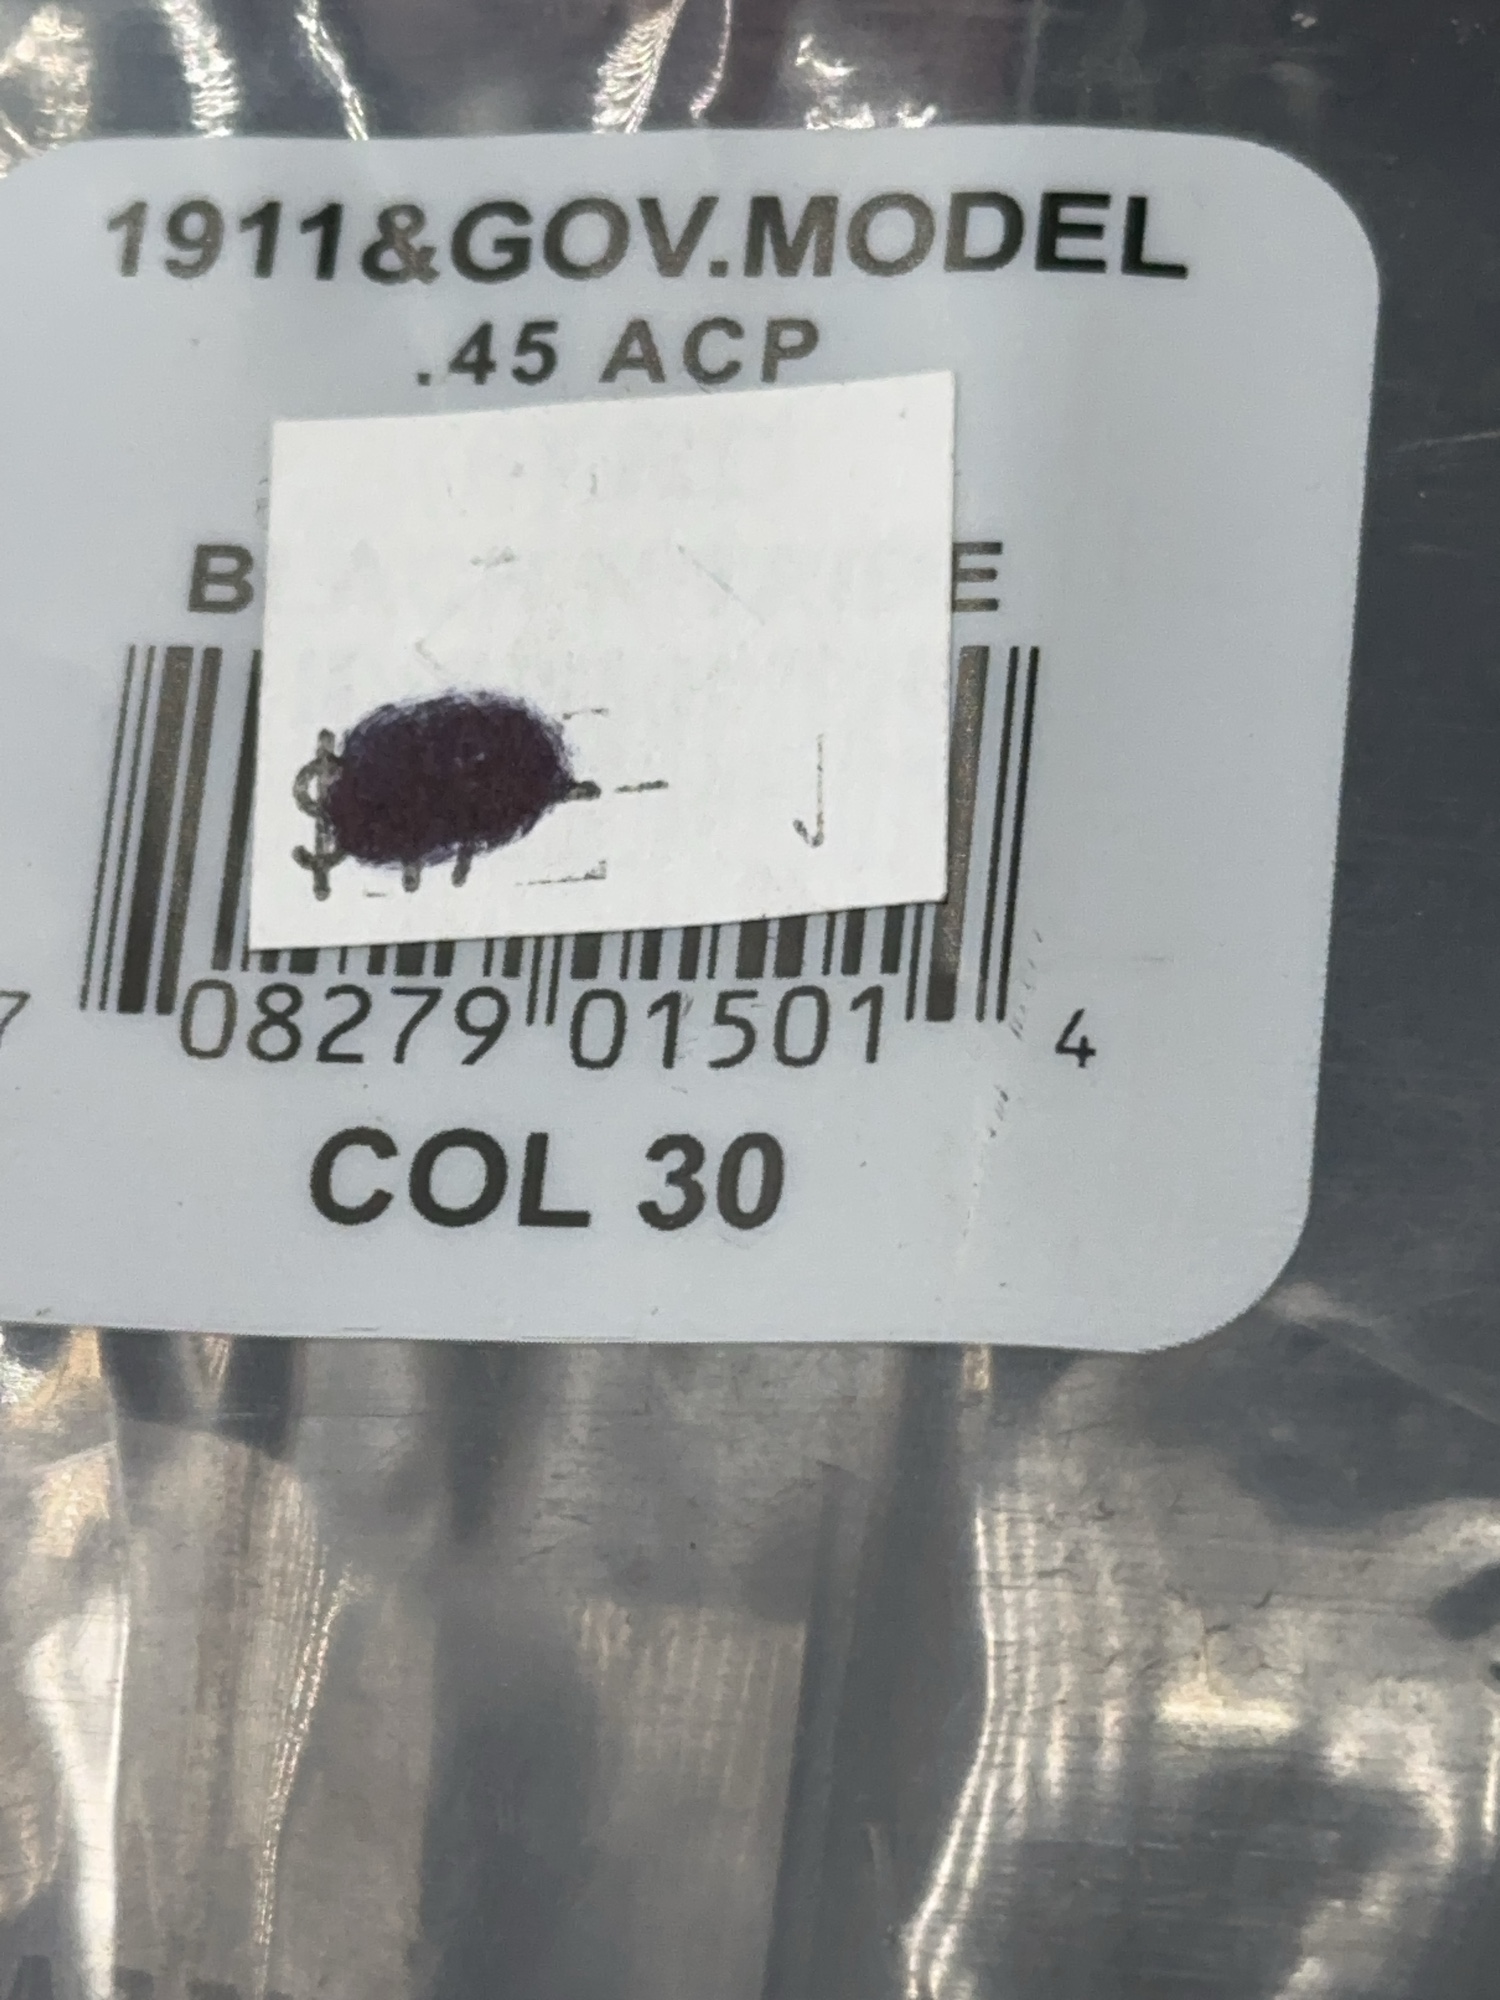 1911&GOV.MODEL
.45 ACP
B E
$
7 08279 01501 4
COL 30